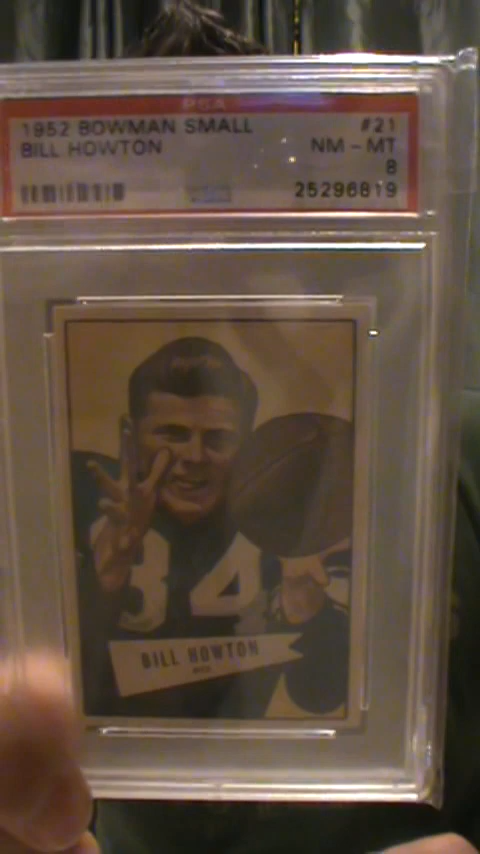 PSA
1952 BOWMAN SMALL #21
BILL HOWTON NM - MT
8
25296819
34
BILL HOWTON